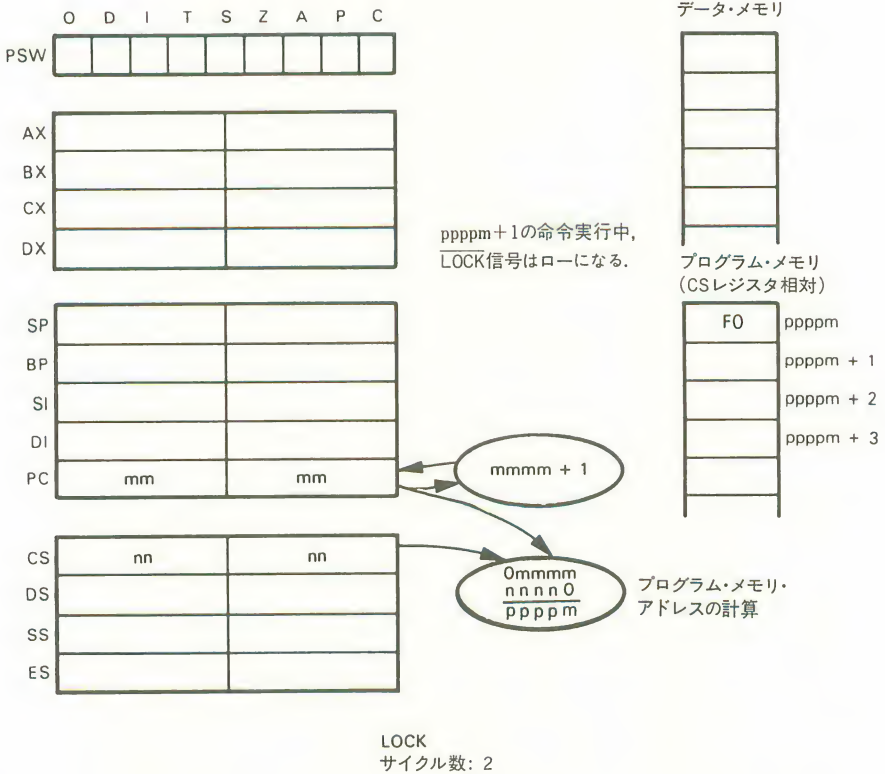 O D I T S Z A P C
PSW
AX
BX
CX
DX
SP
BP
SI
DI
PC mm mm
mmmm + 1
CS nn nn
DS
SS
ES
0mmmm
nnnn0
ppppm
プログラム・メモリ・
アドレスの計算
ppppm+1の命令実行中,
LOCK信号はローになる.
データ・メモリ
プログラム・メモリ
(CSレジスタ相対)
F0 ppppm
ppppm + 1
ppppm + 2
ppppm + 3
LOCK
サイクル数: 2